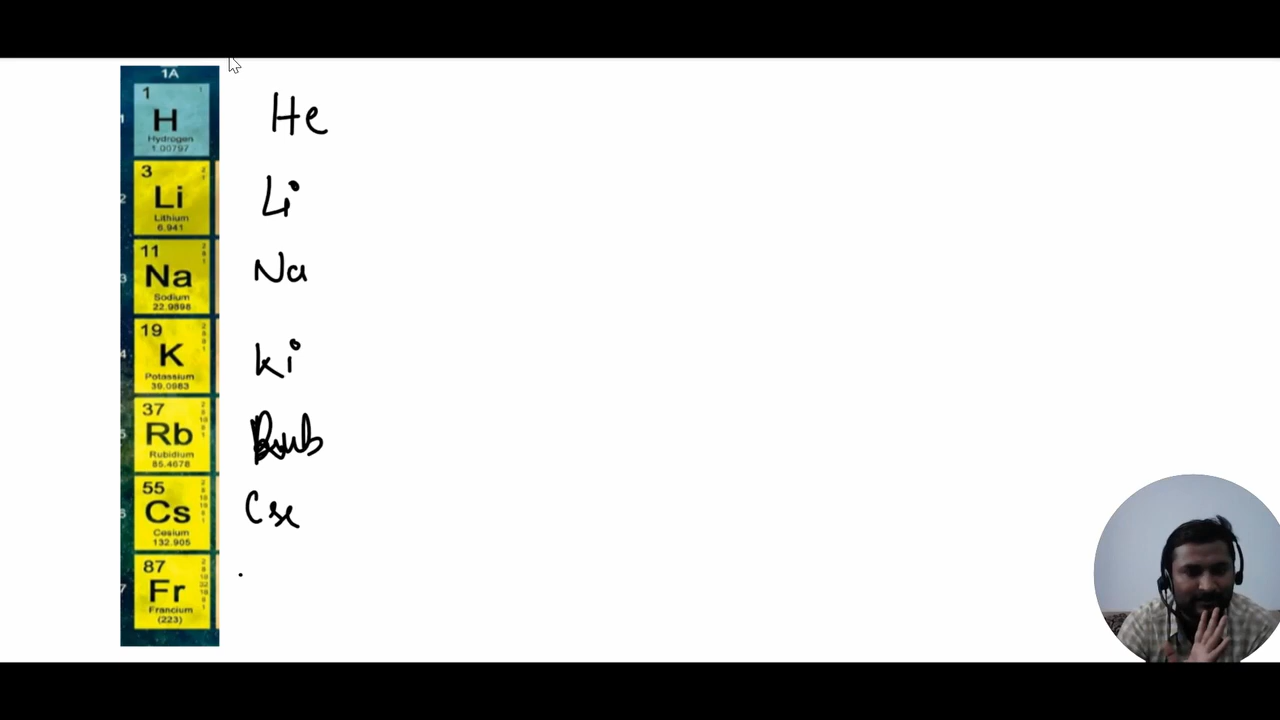 1A
1
H
Hydrogen
1.00797
He
3
Li
Lithium
6.941
Li
11
Na
Sodium
22.9898
Na
19
K
Potassium
39.0983
Ki
37
Rb
Rubidium
85.4678
Rub
55
Cs
Cesium
132.905
Cse
87
Fr
Francium
(223)